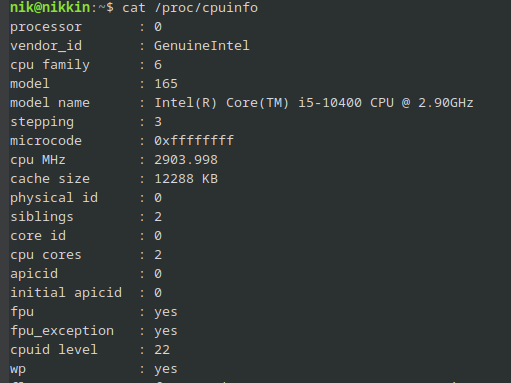 nik@nikkin:~$ cat /proc/cpuinfo
processor : 0
vendor_id : GenuineIntel
cpu family : 6
model : 165
model name : Intel(R) Core(TM) i5-10400 CPU @ 2.90GHz
stepping : 3
microcode : 0xffffffff
cpu MHz : 2903.998
cache size : 12288 KB
physical id : 0
siblings : 2
core id : 0
cpu cores : 2
apicid : 0
initial apicid : 0
fpu : yes
fpu_exception : yes
cpuid level : 22
wp : yes